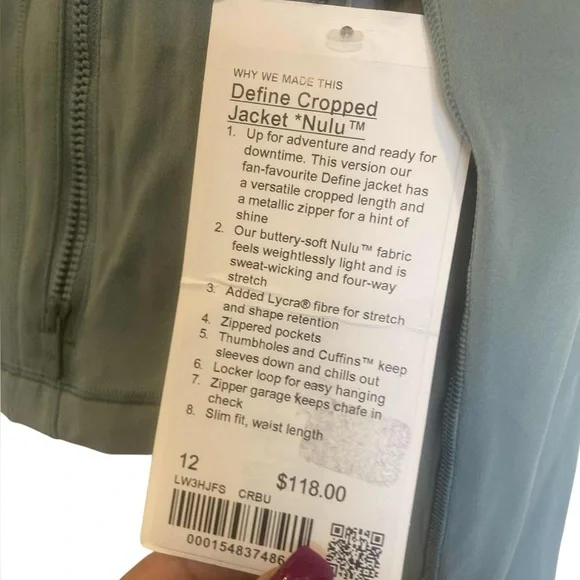 WHY WE MADE THIS
Define Cropped
Jacket *Nulu™
1. Up for adventure and ready for
downtime. This version our
fan-favourite Define jacket has
a versatile cropped length and
a metallic zipper for a hint of
shine
2. Our buttery-soft Nulu™ fabric
feels weightlessly light and is
sweat-wicking and four-way
stretch
3. Added Lycra® fibre for stretch
and shape retention
4. Zippered pockets
5. Thumbholes and Cuffins™ keep
sleeves down and chills out
6. Locker loop for easy hanging
7. Zipper garage keeps chafe in
check
8. Slim fit, waist length
12 $118.00
LW3HJFS CRBU
000154837486